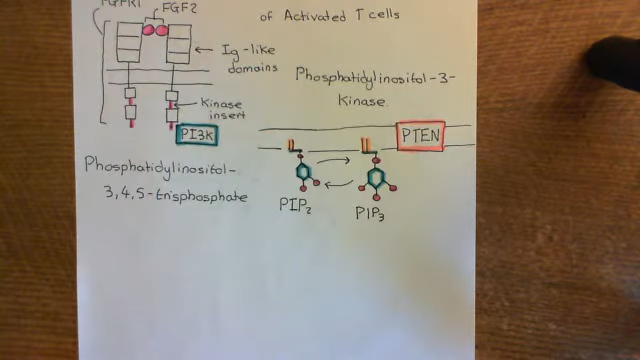 FGFR1
FGF2
of Activated T cells
Ig-like
domains
Phosphatidylinositol-3-
Kinase
Kinase
insert
PI3K
PTEN
Phosphatidylinositol-
3,4,5-trisphosphate
PIP₂
PIP₃